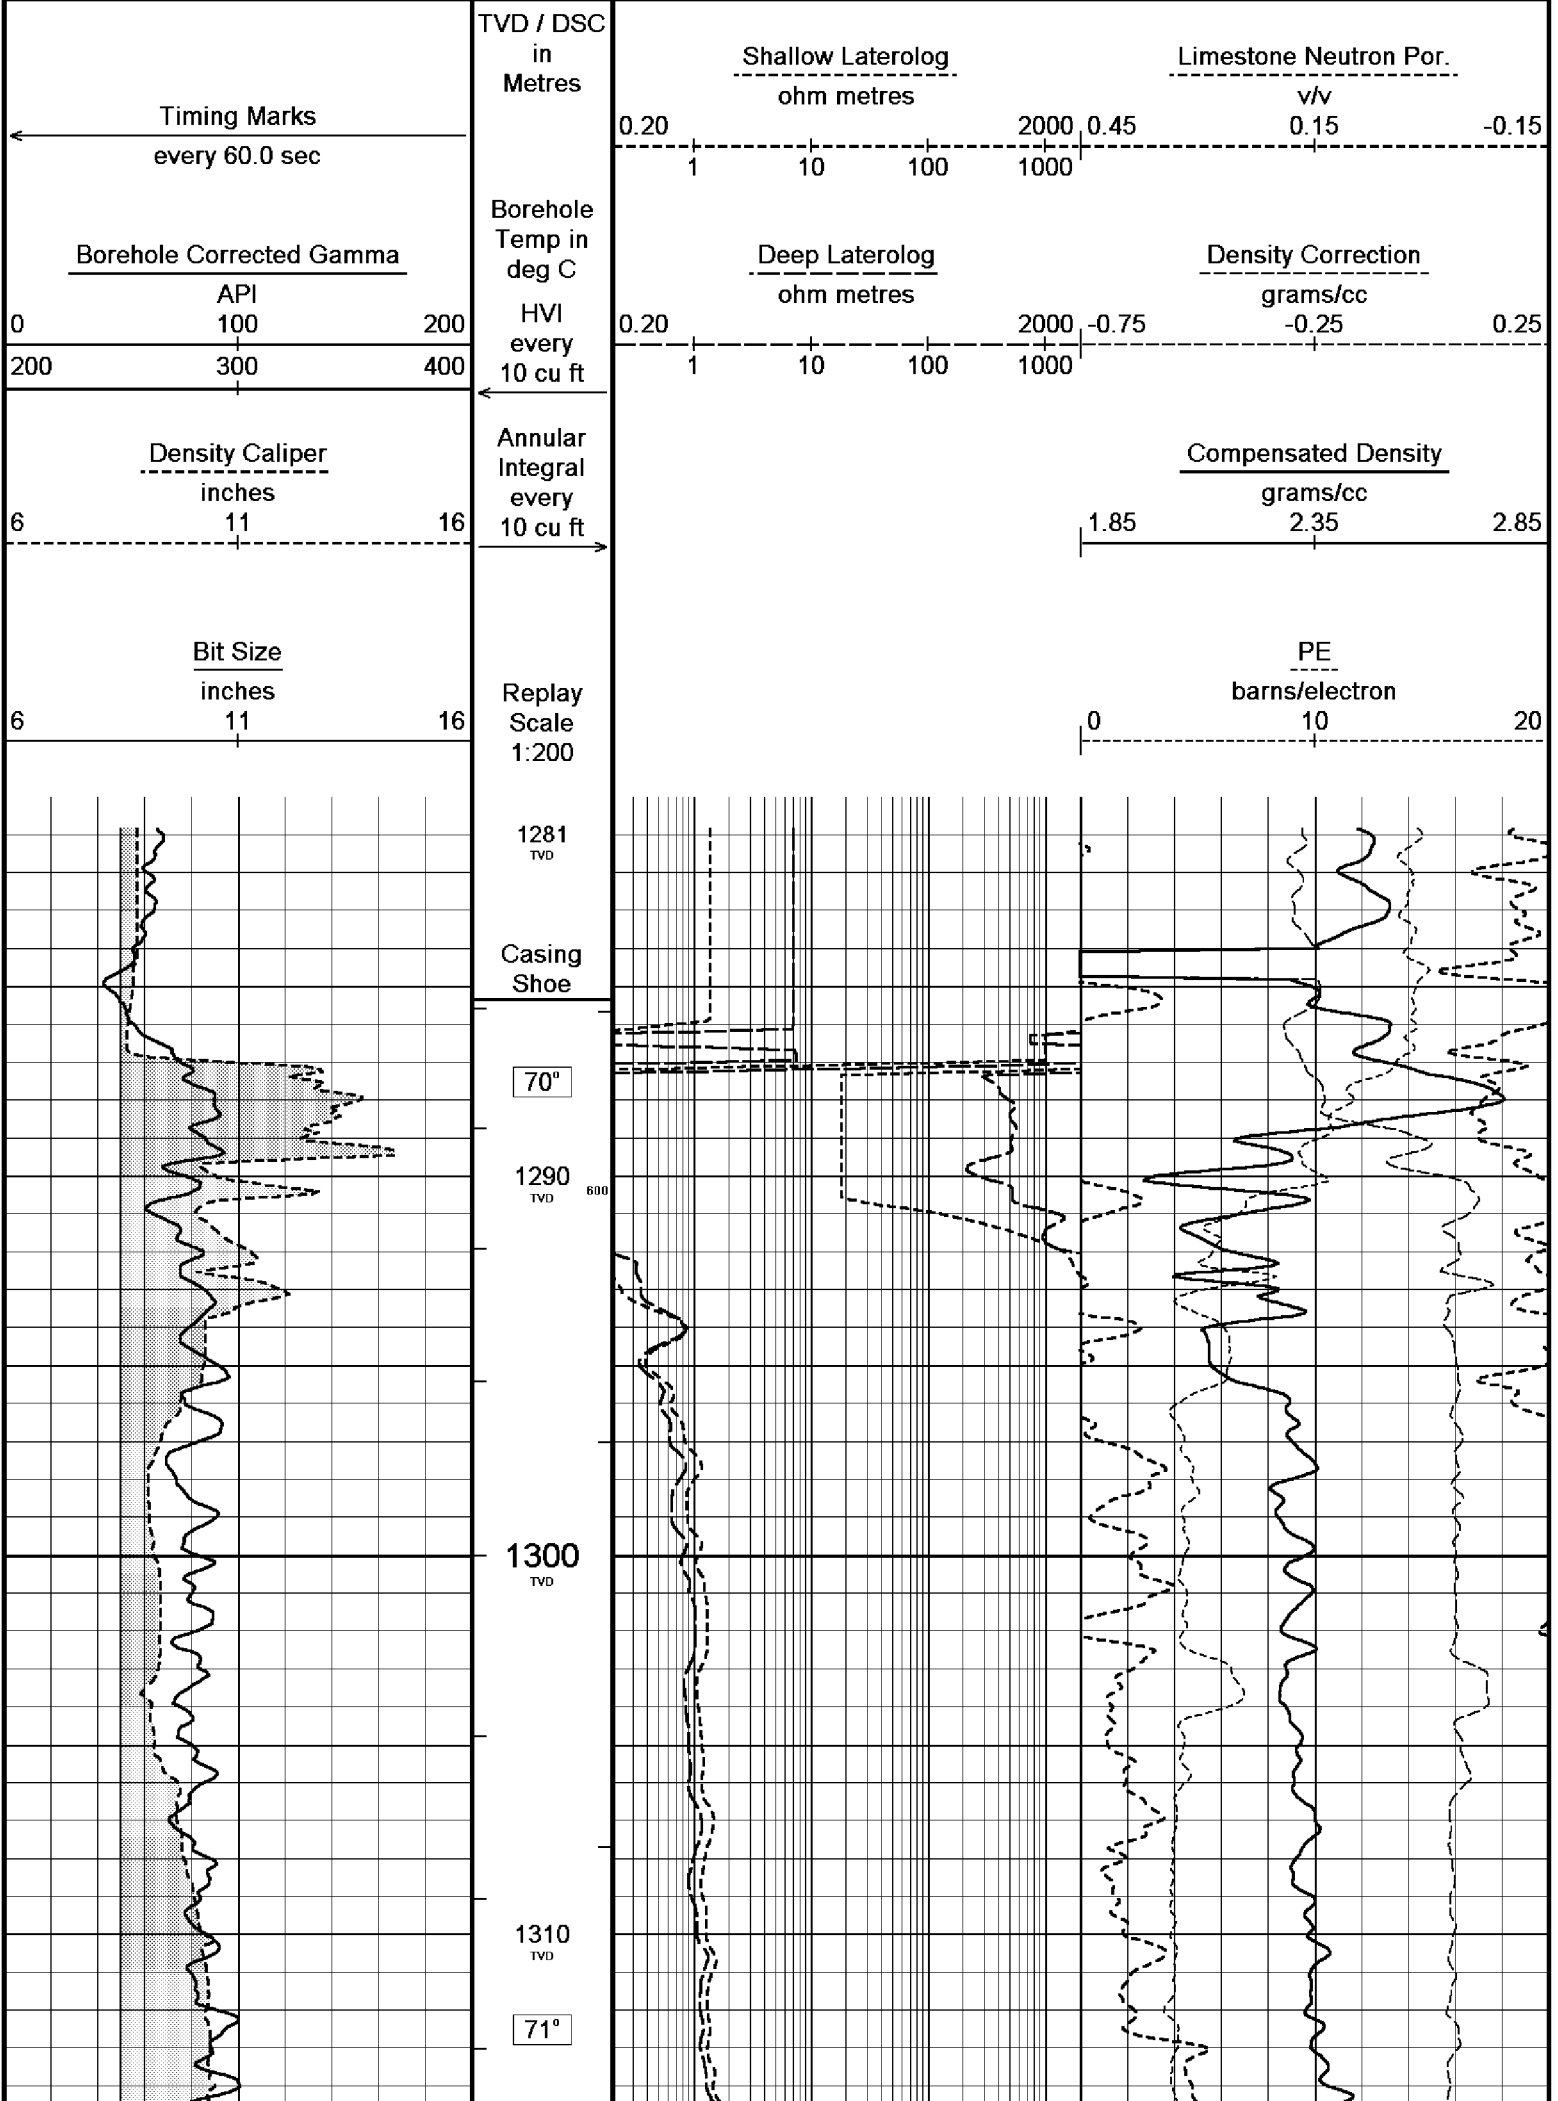 Timing Marks
every 60.0 sec
Borehole Corrected Gamma
API
0 100 200
200 300 400
Density Caliper
inches
6 11 16
Bit Size
inches
6 11 16
TVD / DSC
in
Metres
Borehole
Temp in
deg C
HVI
every
10 cu ft
Annular
Integral
every
10 cu ft
Replay
Scale
1:200
Shallow Laterolog
ohm metres
0.20 2000
1 10 100 1000
Deep Laterolog
ohm metres
0.20 2000
1 10 100 1000
Limestone Neutron Por.
v/v
0.45 0.15 -0.15
Density Correction
grams/cc
-0.75 -0.25 0.25
Compensated Density
grams/cc
1.85 2.35 2.85
PE
barns/electron
0 10 20
1281
TVD
Casing
Shoe
70°
1290
TVD
600
1300
TVD
1310
TVD
71°